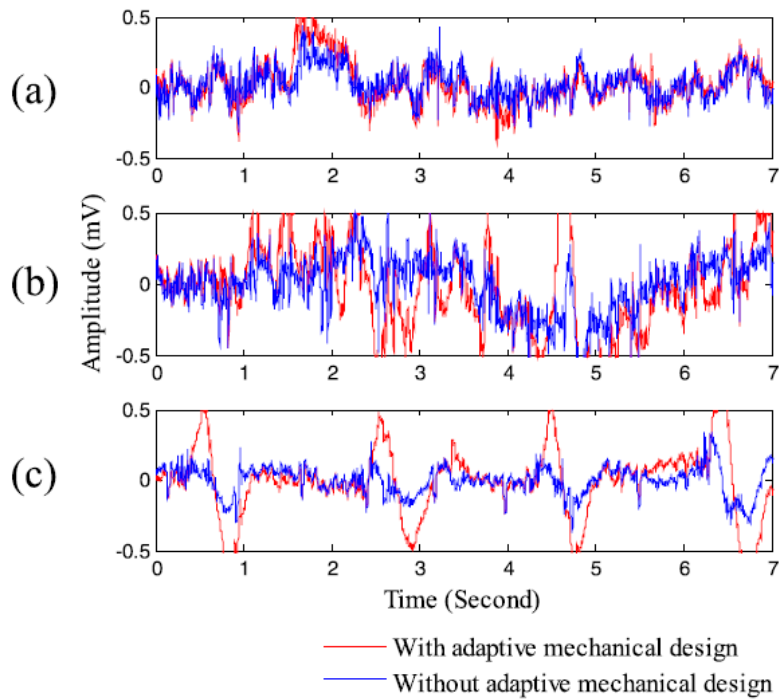 (a)
0.5
0
-0.5
0 1 2 3 4 5 6 7
(b)
Amplitude (mV)
0.5
0
-0.5
0 1 2 3 4 5 6 7
(c)
0.5
0
-0.5
0 1 2 3 4 5 6 7
Time (Second)
With adaptive mechanical design
Without adaptive mechanical design